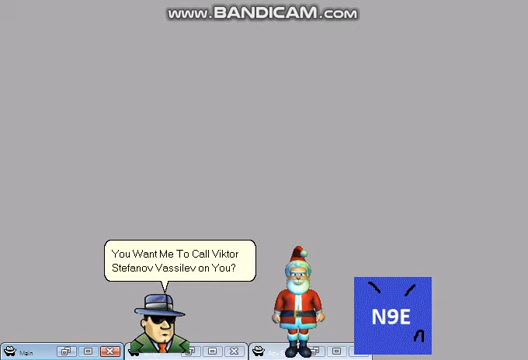 www.BANDICAM.com
You Want Me To Call Viktor
Stefanov Vassilev on You?
N9E
Main